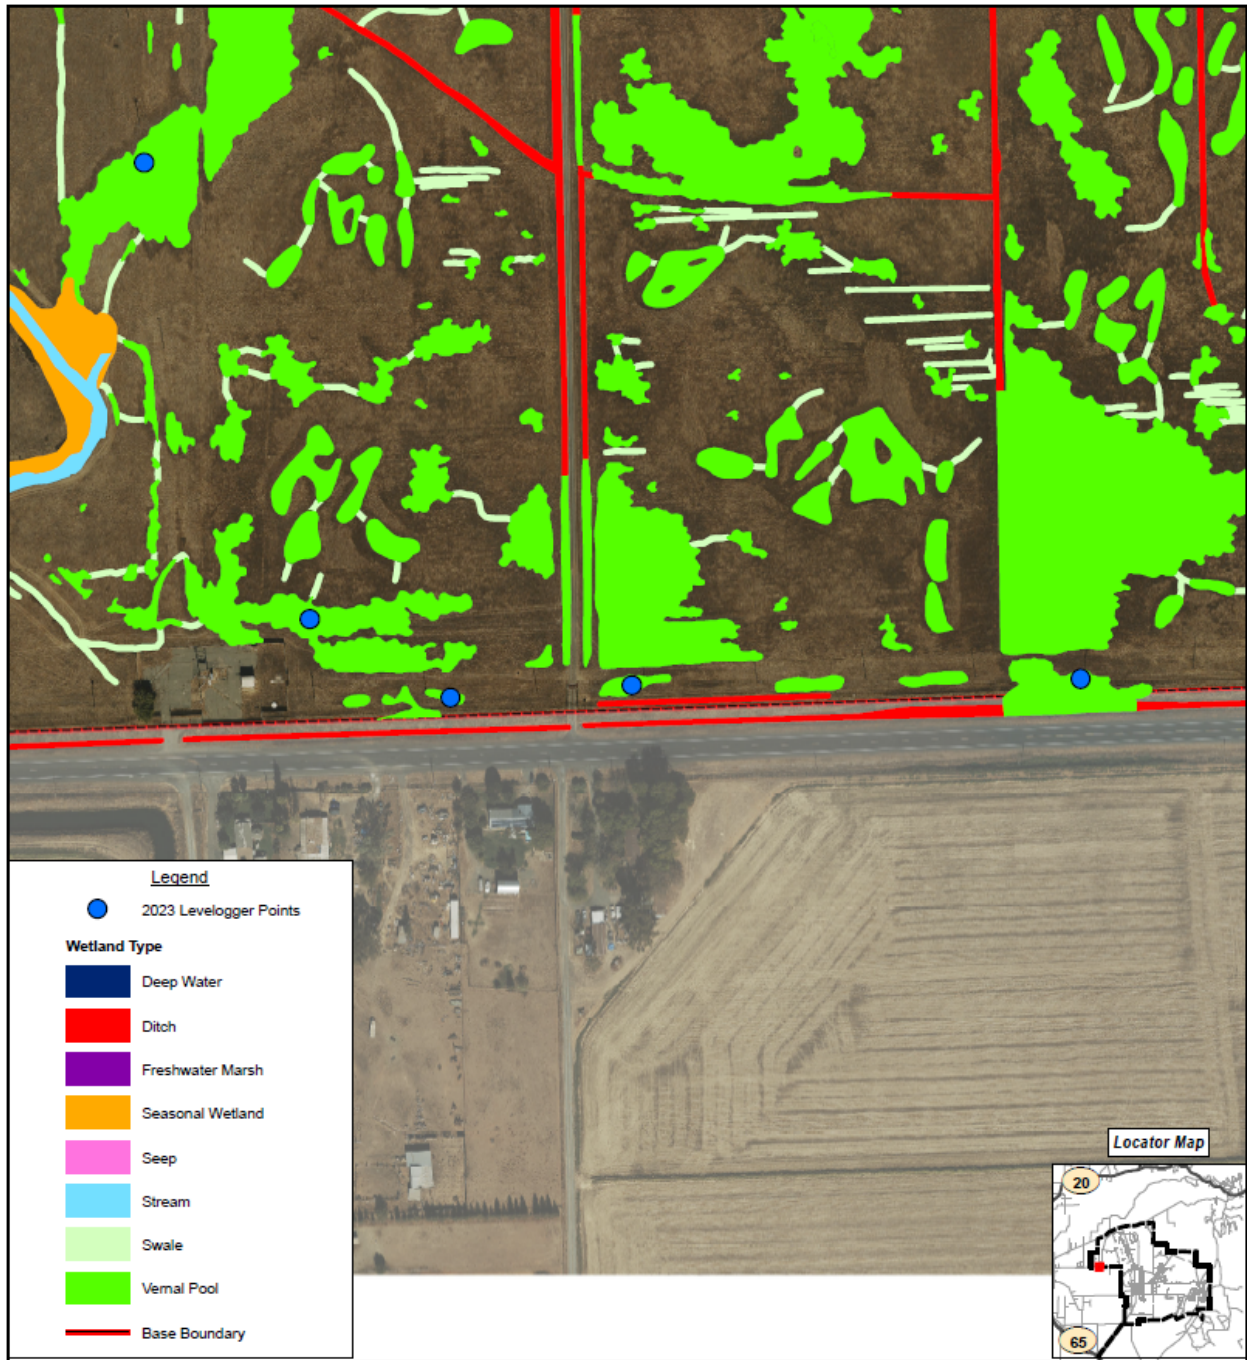 Legend
2023 Levelogger Points
Wetland Type
Deep Water
Ditch
Freshwater Marsh
Seasonal Wetland
Seep
Stream
Swale
Vernal Pool
Base Boundary
Locator Map
20
65